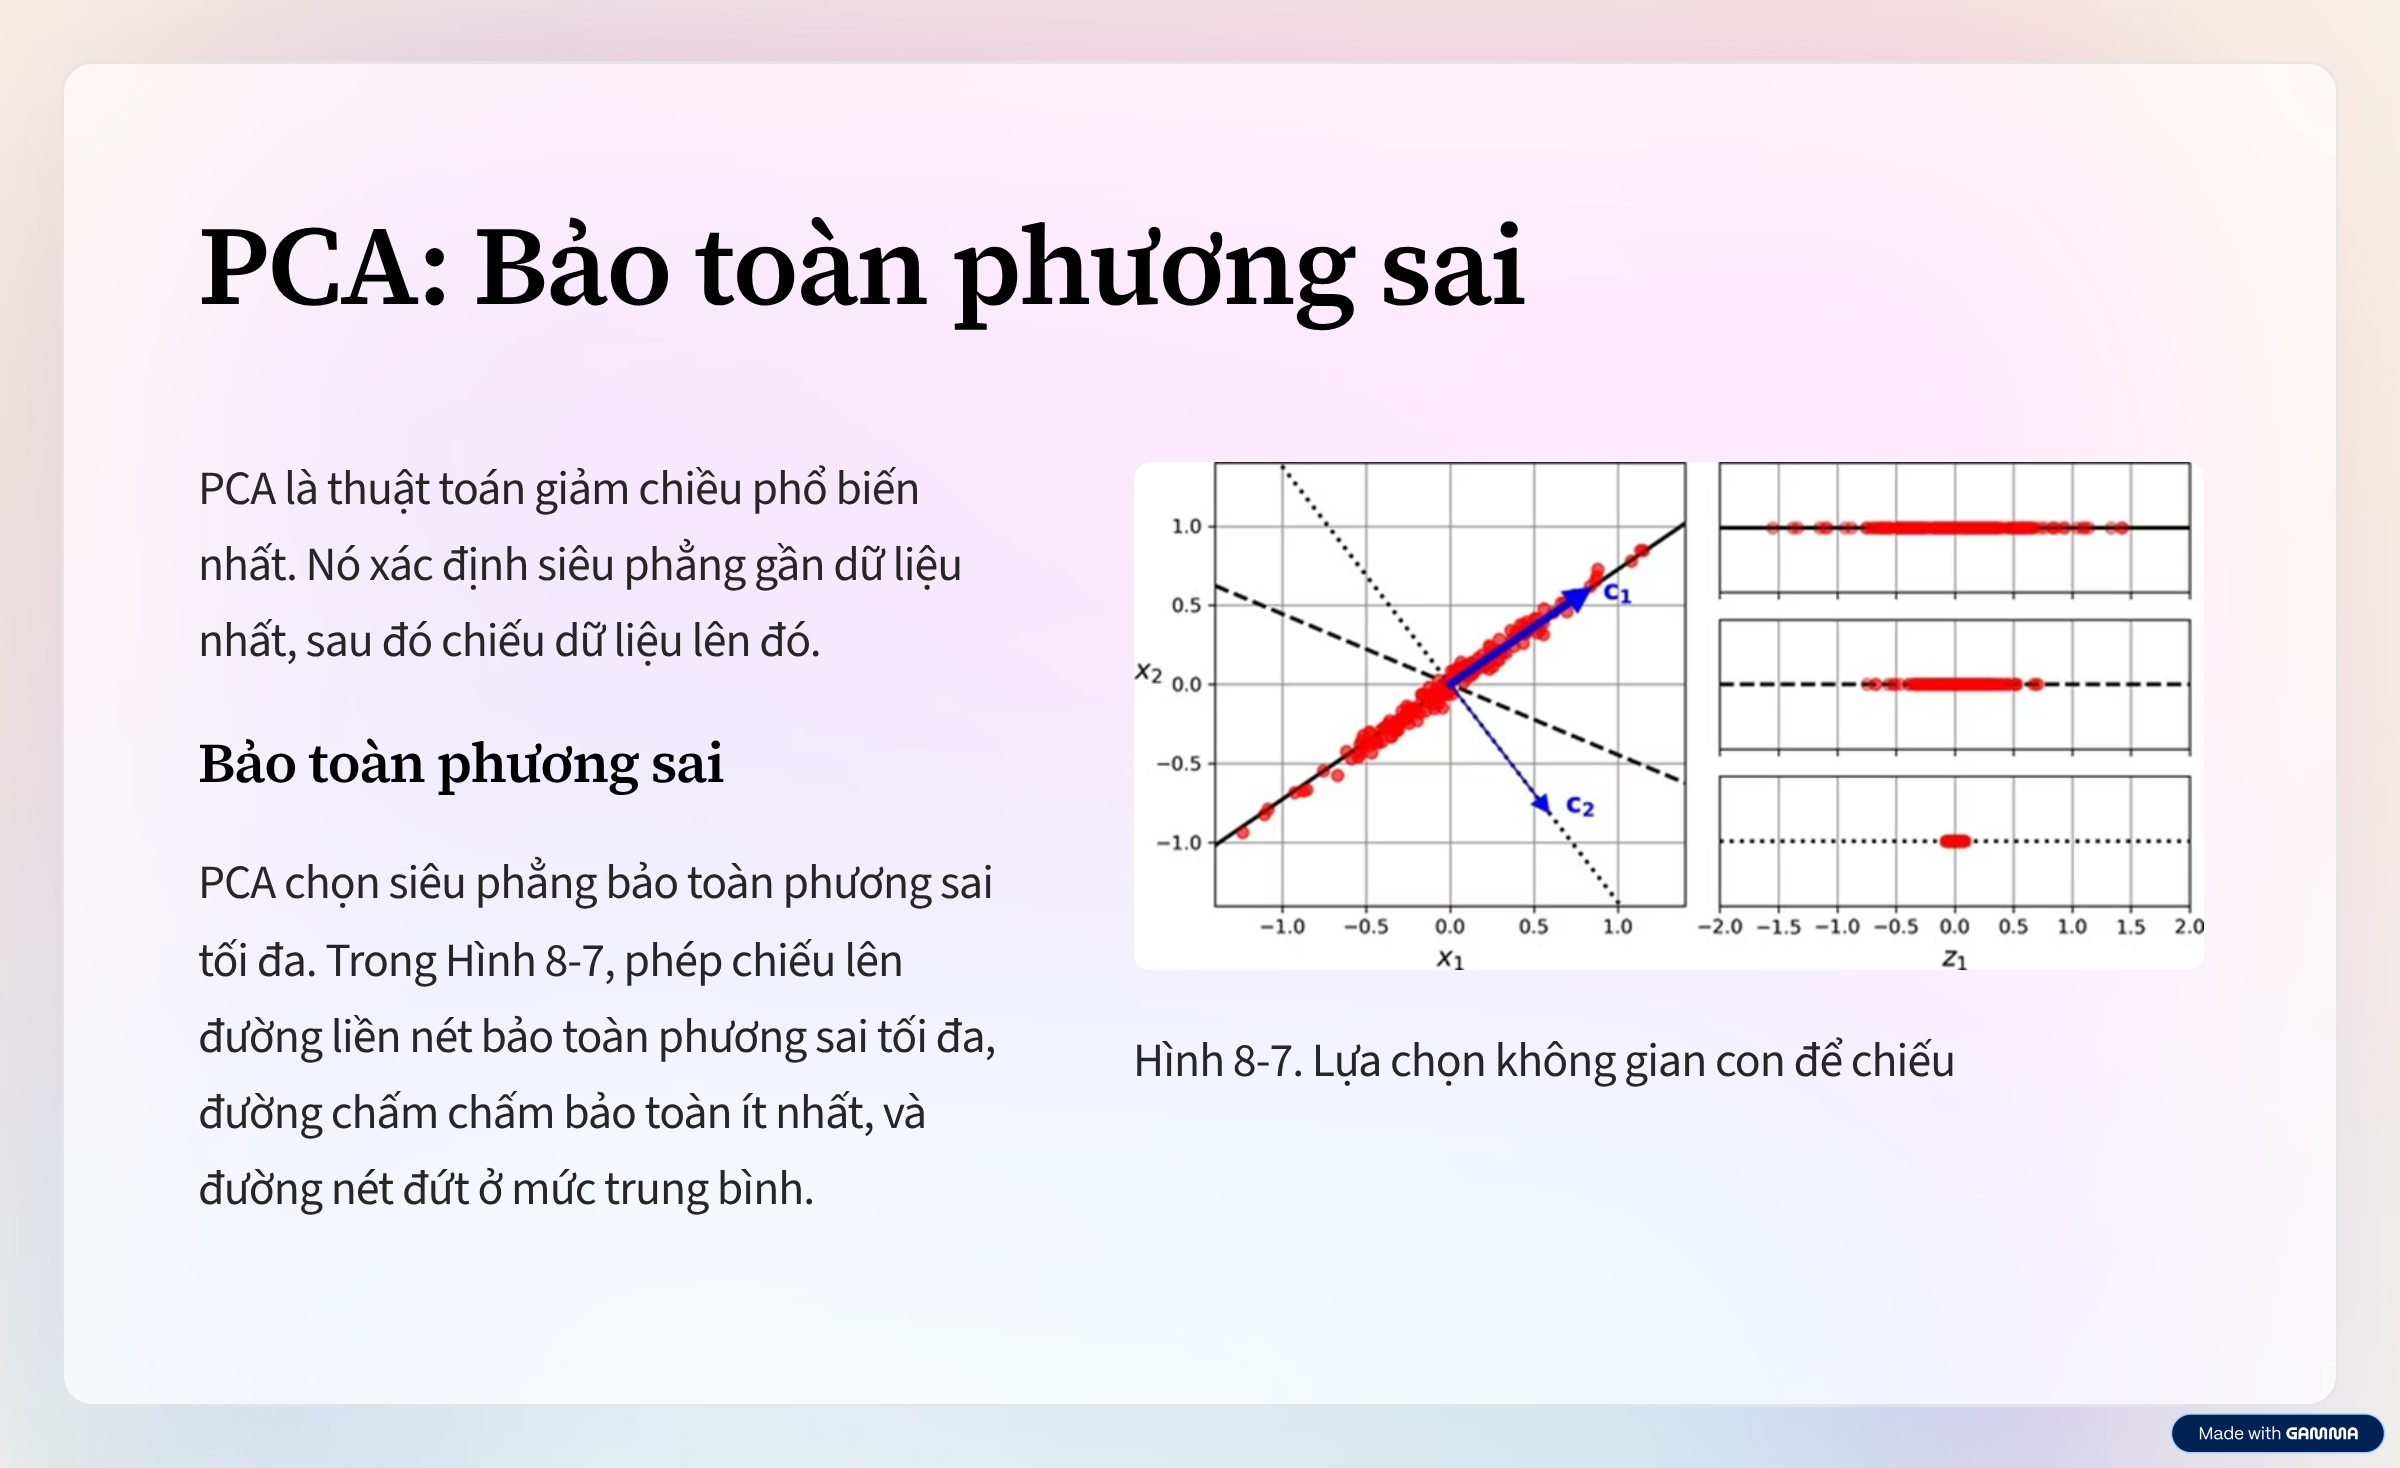 PCA: Bảo toàn phương sai
PCA là thuật toán giảm chiều phổ biến
nhất. Nó xác định siêu phẳng gần dữ liệu
nhất, sau đó chiếu dữ liệu lên đó.
Bảo toàn phương sai
PCA chọn siêu phẳng bảo toàn phương sai
tối đa. Trong Hình 8-7, phép chiếu lên
đường liền nét bảo toàn phương sai tối đa,
đường chấm chấm bảo toàn ít nhất, và
đường nét đứt ở mức trung bình.
1.0
0.5
x₂ 0.0
−0.5
−1.0
c₁
c₂
−1.0 −0.5 0.0 0.5 1.0
x₁
−2.0 −1.5 −1.0 −0.5 0.0 0.5 1.0 1.5 2.0
z₁
Hình 8-7. Lựa chọn không gian con để chiếu
Made with GAMMA